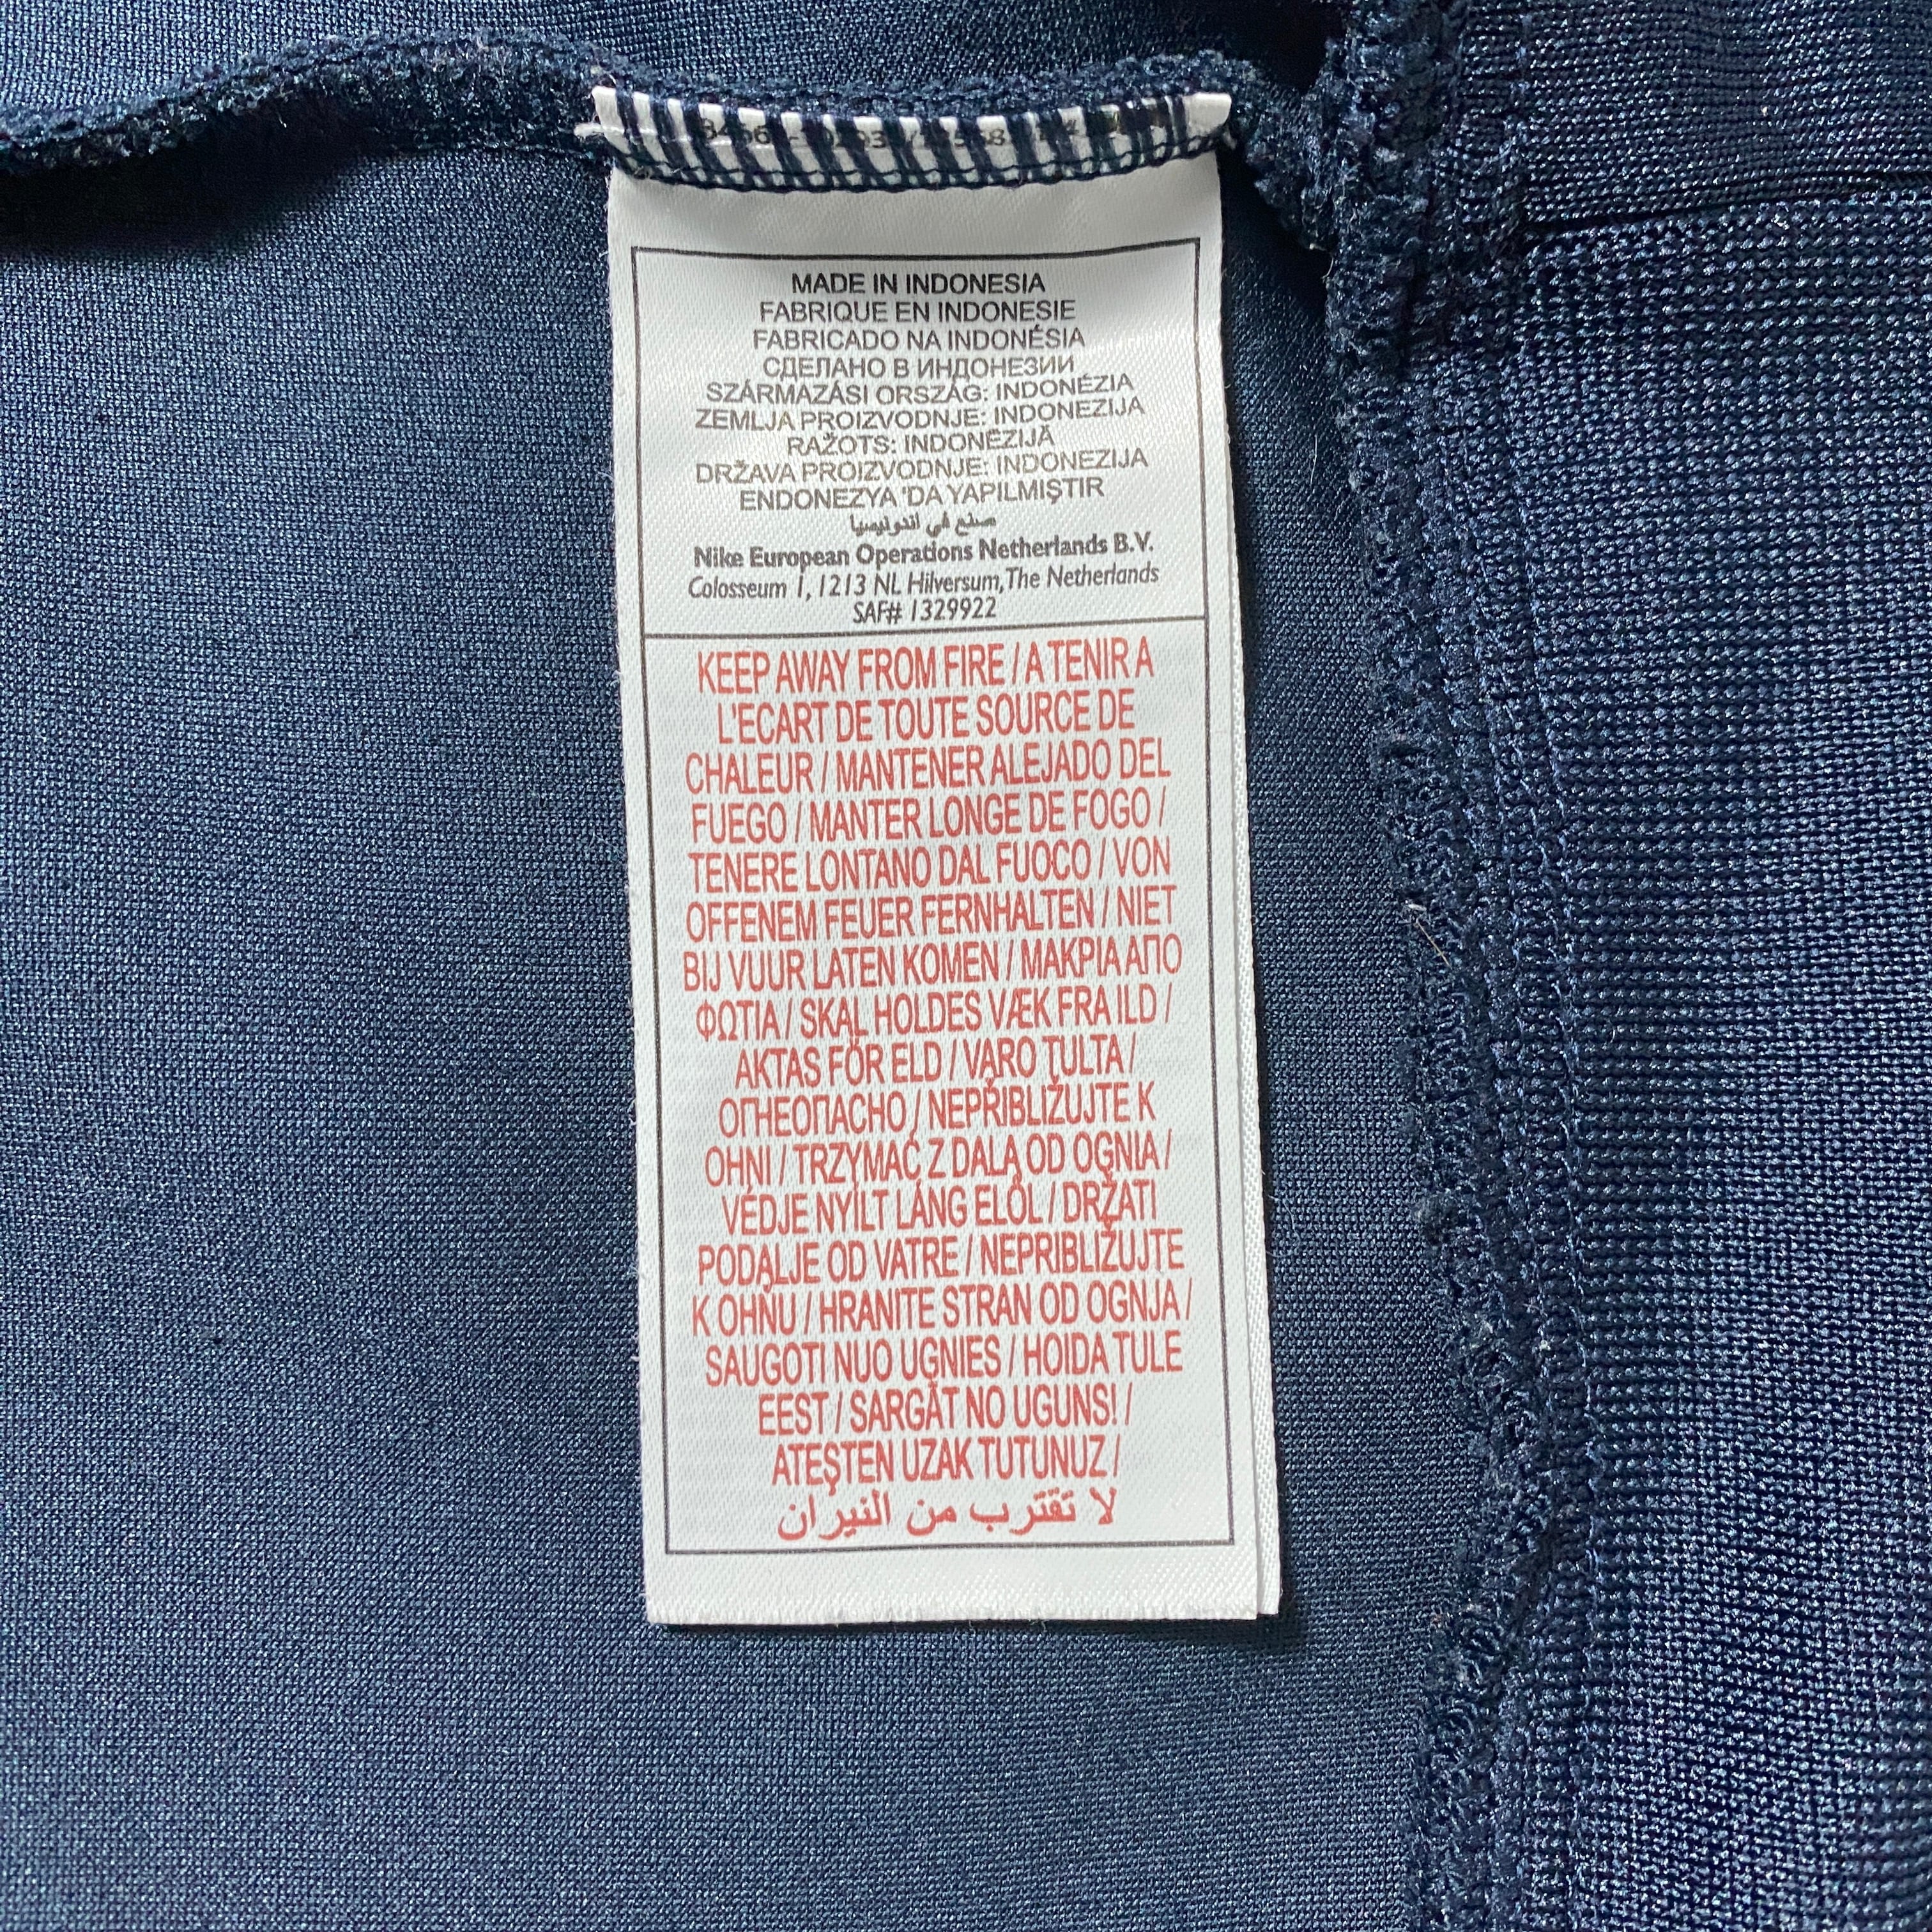 MADE IN INDONESIA
FABRIQUE EN INDONESIE
FABRICADO NA INDONÉSIA
СДЕЛАНО В ИНДОНЕЗИИ
SZÁRMAZÁSI ORSZÁG: INDONÉZIA
ZEMLJA PROIZVODNJE: INDONEZIJA
RAŽOTS: INDONĒZIJĀ
DRŽAVA PROIZVODNJE: INDONEZIJA
ENDONEZYA 'DA YAPILMIŞTIR
صنع في اندونيسيا
Nike European Operations Netherlands B.V.
Colosseum 1, 1213 NL Hilversum, The Netherlands
SAF# 1329922
KEEP AWAY FROM FIRE / A TENIR A
L'ECART DE TOUTE SOURCE DE
CHALEUR / MANTENER ALEJADO DEL
FUEGO / MANTER LONGE DE FOGO /
TENERE LONTANO DAL FUOCO / VON
OFFENEM FEUER FERNHALTEN / NIET
BIJ VUUR LATEN KOMEN / ΜΑΚΡΙΑ ΑΠΟ
ΦΩΤΙΑ / SKAL HOLDES VÆK FRA ILD /
AKTAS FÖR ELD / VARO TULTA /
ОГНЕОПАСНО / NEPŘIBLIŽUJTE K
OHNI / TRZYMAĆ Z DALA OD OGNIA /
VÉDJE NYÍLT LÁNG ELŐL / DRŽATI
PODALJE OD VATRE / NEPRIBLIŽUJTE
K OHŇU / HRANITE STRAN OD OGNJA /
SAUGOTI NUO UGNIES / HOIDA TULE
EEST / SARGĀT NO UGUNS! /
ATEŞTEN UZAK TUTUNUZ /
لا تقترب من النيران